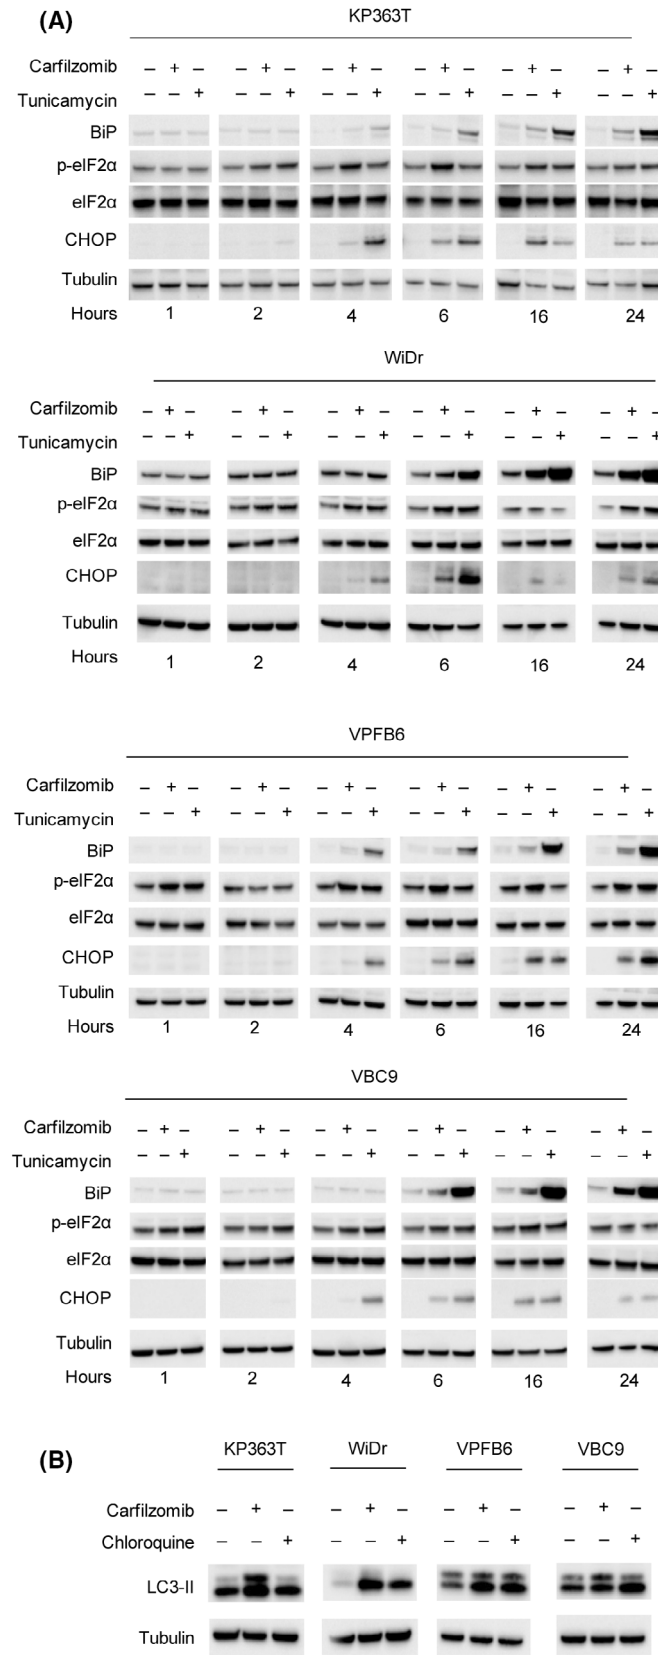 (A)
KP363T
Carfilzomib – + – – + – – + – – + – – + – – + –
Tunicamycin – – + – – + – – + – – + – – + – – +
BiP
p-eIF2α
eIF2α
CHOP
Tubulin
Hours 1 2 4 6 16 24
WiDr
Carfilzomib – + – – + – – + – – + – – + – – + –
Tunicamycin – – + – – + – – + – – + – – + – – +
BiP
p-eIF2α
eIF2α
CHOP
Tubulin
Hours 1 2 4 6 16 24
VPFB6
Carfilzomib – + – – + – – + – – + – – + – – + –
Tunicamycin – – + – – + – – + – – + – – + – – +
BiP
p-eIF2α
eIF2α
CHOP
Tubulin
Hours 1 2 4 6 16 24
VBC9
Carfilzomib – + – – + – – + – – + – – + – – + –
Tunicamycin – – + – – + – – + – – + – – + – – +
BiP
p-eIF2α
eIF2α
CHOP
Tubulin
Hours 1 2 4 6 16 24
(B)
KP363T WiDr VPFB6 VBC9
Carfilzomib – + – – + – – + – – + –
Chloroquine – – + – – + – – + – – +
LC3-II
Tubulin